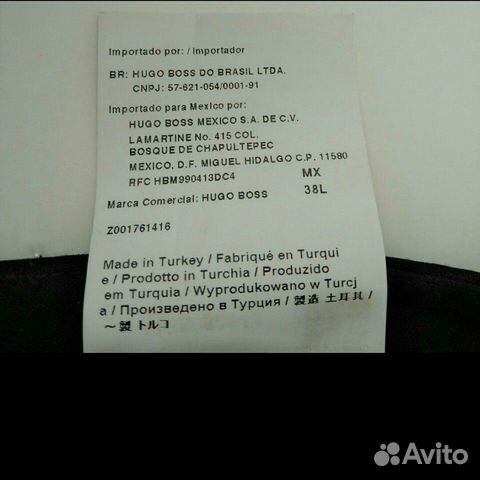 Importado por: / Importador
BR: HUGO BOSS DO BRASIL LTDA.
CNPJ: 57-621-054/0001-91
Importado para Mexico por:
HUGO BOSS MEXICO S.A. DE C.V.
LAMARTINE No. 415 COL.
BOSQUE DE CHAPULTEPEC
MEXICO, D.F. MIGUEL HIDALGO C.P. 11580
RFC HBM990413DC4 MX
Marca Comercial: HUGO BOSS 38L
Z001761416
Made in Turkey / Fabriqué en Turqui
e / Prodotto in Turchia / Produzido
em Turquia / Wyprodukowano w Turcj
a / Произведено в Турция / 製造 土耳其 /
～製 トルコ
Avito